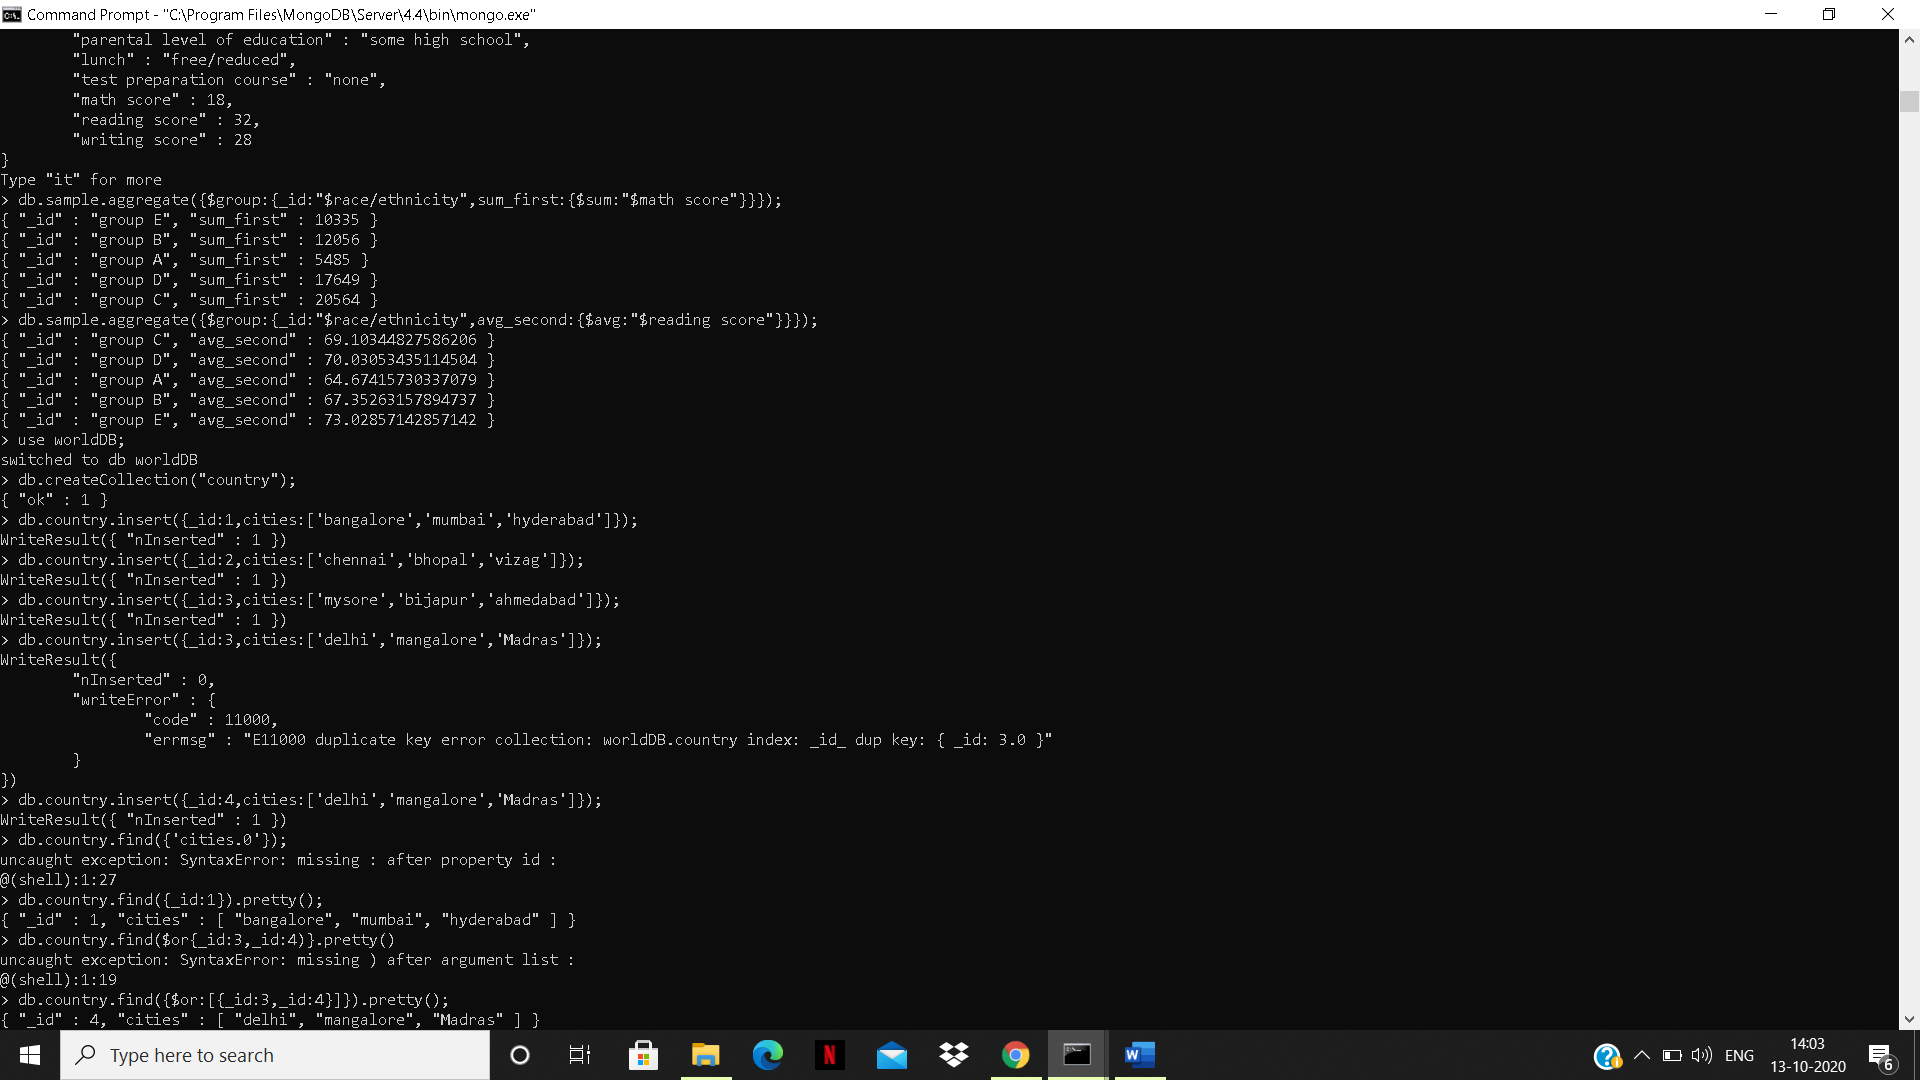 Command Prompt - "C:\Program Files\MongoDB\Server\4.4\bin\mongo.exe"
"parental level of education" : "some high school",
"lunch" : "free/reduced",
"test preparation course" : "none",
"math score" : 18,
"reading score" : 32,
"writing score" : 28
}
Type "it" for more
> db.sample.aggregate({$group:{_id:"$race/ethnicity",sum_first:{$sum:"$math score"}}});
{ "_id" : "group E", "sum_first" : 10335 }
{ "_id" : "group B", "sum_first" : 12056 }
{ "_id" : "group A", "sum_first" : 5485 }
{ "_id" : "group D", "sum_first" : 17649 }
{ "_id" : "group C", "sum_first" : 20564 }
> db.sample.aggregate({$group:{_id:"$race/ethnicity",avg_second:{$avg:"$reading score"}}});
{ "_id" : "group C", "avg_second" : 69.10344827586206 }
{ "_id" : "group D", "avg_second" : 70.03053435114504 }
{ "_id" : "group A", "avg_second" : 64.67415730337079 }
{ "_id" : "group B", "avg_second" : 67.35263157894737 }
{ "_id" : "group E", "avg_second" : 73.02857142857142 }
> use worldDB;
switched to db worldDB
> db.createCollection("country");
{ "ok" : 1 }
> db.country.insert({_id:1,cities:['bangalore','mumbai','hyderabad']});
WriteResult({ "nInserted" : 1 })
> db.country.insert({_id:2,cities:['chennai','bhopal','vizag']});
WriteResult({ "nInserted" : 1 })
> db.country.insert({_id:3,cities:['mysore','bijapur','ahmedabad']});
WriteResult({ "nInserted" : 1 })
> db.country.insert({_id:3,cities:['delhi','mangalore','Madras']});
WriteResult({
"nInserted" : 0,
"writeError" : {
"code" : 11000,
"errmsg" : "E11000 duplicate key error collection: worldDB.country index: _id_ dup key: { _id: 3.0 }"
}
})
> db.country.insert({_id:4,cities:['delhi','mangalore','Madras']});
WriteResult({ "nInserted" : 1 })
> db.country.find({'cities.0'});
uncaught exception: SyntaxError: missing : after property id :
@(shell):1:27
> db.country.find({_id:1}).pretty();
{ "_id" : 1, "cities" : [ "bangalore", "mumbai", "hyderabad" ] }
> db.country.find($or{_id:3,_id:4)}.pretty()
uncaught exception: SyntaxError: missing ) after argument list :
@(shell):1:19
> db.country.find({$or:[{_id:3,_id:4}]}).pretty();
{ "_id" : 4, "cities" : [ "delhi", "mangalore", "Madras" ] }
Type here to search
ENG
14:03
13-10-2020
6